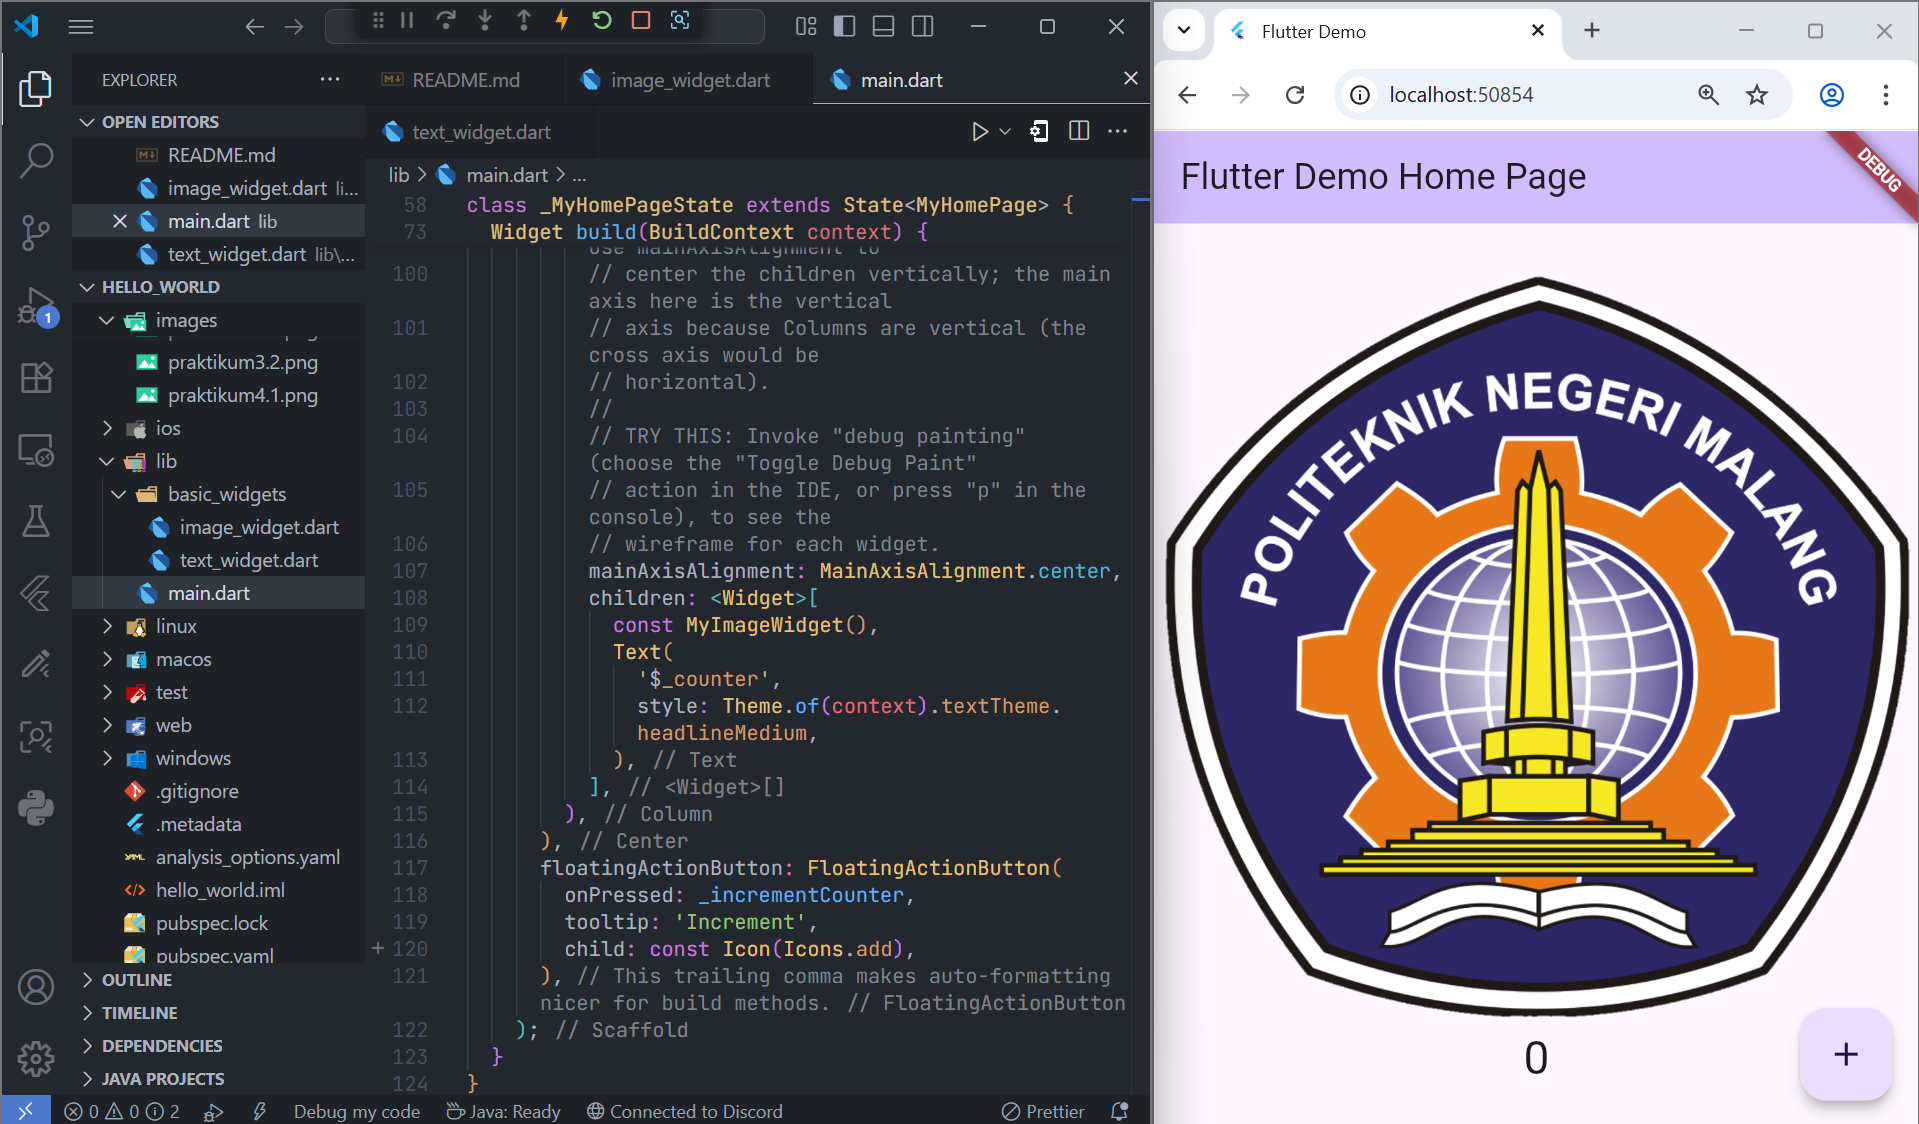 EXPLORER
OPEN EDITORS
README.md
image_widget.dart li...
main.dart lib
text_widget.dart lib\...
HELLO_WORLD
images
praktikum3.2.png
praktikum4.1.png
ios
lib
basic_widgets
image_widget.dart
text_widget.dart
main.dart
linux
macos
test
web
windows
.gitignore
.metadata
analysis_options.yaml
hello_world.iml
pubspec.lock
pubspec.yaml
OUTLINE
TIMELINE
DEPENDENCIES
JAVA PROJECTS
1
README.md
image_widget.dart
main.dart
text_widget.dart
lib > main.dart > ...
58 class _MyHomePageState extends State<MyHomePage> {
73 Widget build(BuildContext context) {
use mainAxisAlignment to
100 // center the children vertically; the main
axis here is the vertical
101 // axis because Columns are vertical (the
cross axis would be
102 // horizontal).
103 //
104 // TRY THIS: Invoke "debug painting"
(choose the "Toggle Debug Paint"
105 // action in the IDE, or press "p" in the
console), to see the
106 // wireframe for each widget.
107 mainAxisAlignment: MainAxisAlignment.center,
108 children: <Widget>[
109 const MyImageWidget(),
110 Text(
111 '$_counter',
112 style: Theme.of(context).textTheme.
headlineMedium,
113 ), // Text
114 ], // <Widget>[]
115 ), // Column
116 ), // Center
117 floatingActionButton: FloatingActionButton(
118 onPressed: _incrementCounter,
119 tooltip: 'Increment',
120 child: const Icon(Icons.add),
121 ), // This trailing comma makes auto-formatting
nicer for build methods. // FloatingActionButton
122 ); // Scaffold
123 }
124 }
0 0 2 Debug my code Java: Ready Connected to Discord Prettier
Flutter Demo
localhost:50854
Flutter Demo Home Page
DEBUG
POLITEKNIK NEGERI MALANG
0
+